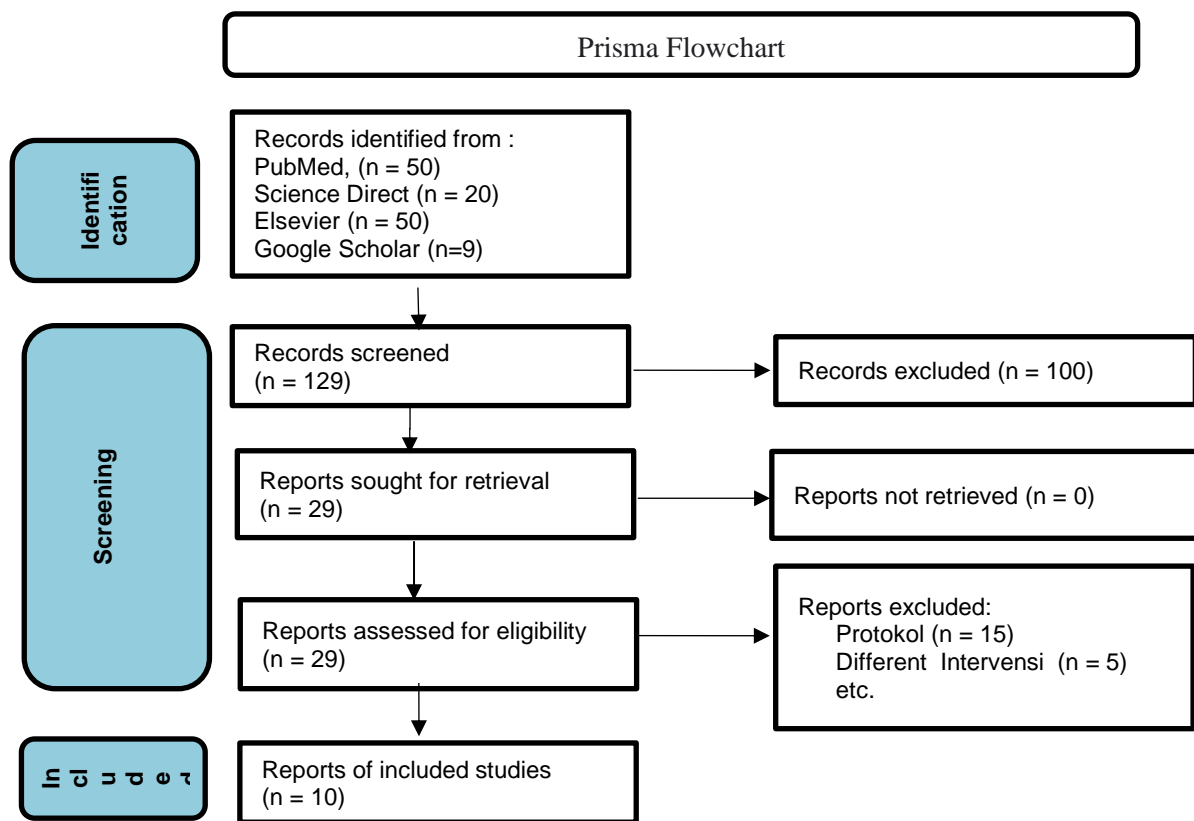 Prisma Flowchart
Identifi
cation
Records identified from :
PubMed, (n = 50)
Science Direct (n = 20)
Elsevier (n = 50)
Google Scholar (n=9)
Screening
Records screened
(n = 129)
Records excluded (n = 100)
Reports sought for retrieval
(n = 29)
Reports not retrieved (n = 0)
Reports assessed for eligibility
(n = 29)
Reports excluded:
Protokol (n = 15)
Different Intervensi (n = 5)
etc.
In
cl
u
d
e
d
Reports of included studies
(n = 10)